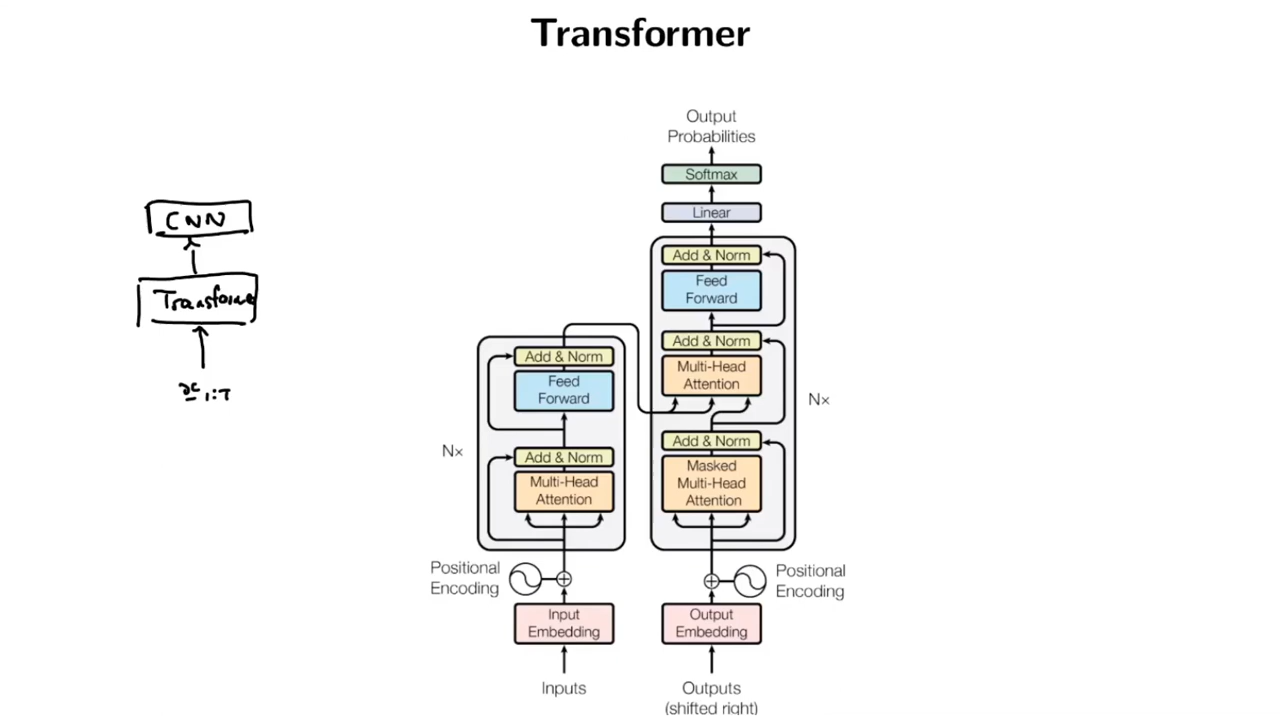 Transformer
CNN
Transformer
x 1:T
Output
Probabilities
Softmax
Linear
Add & Norm
Feed
Forward
Add & Norm
Multi-Head
Attention
Nx
Add & Norm
Masked
Multi-Head
Attention
Positional
Encoding
Output
Embedding
Outputs
(shifted right)
Add & Norm
Feed
Forward
Nx
Add & Norm
Multi-Head
Attention
Positional
Encoding
Input
Embedding
Inputs